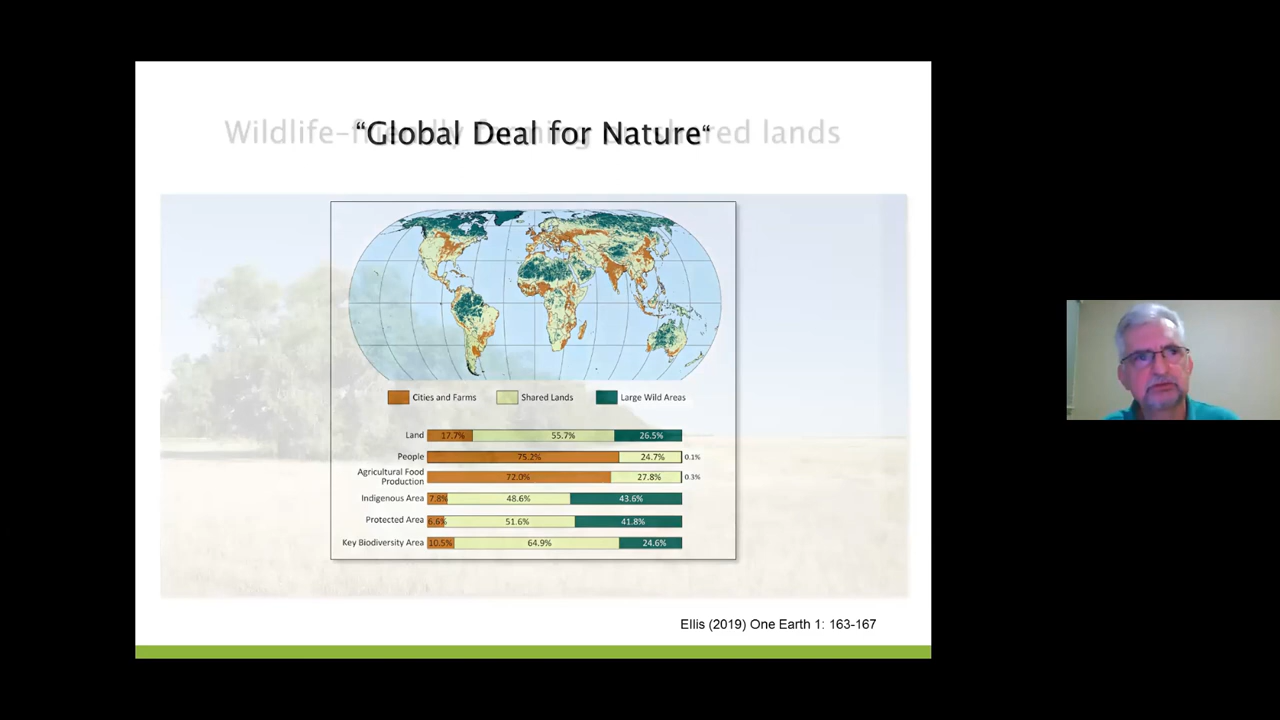 Wildlife-friendly farming on shared lands
“Global Deal for Nature“
Cities and Farms Shared Lands Large Wild Areas
Land 17.7% 55.7% 26.5%
People 75.2% 24.7% 0.1%
Agricultural Food
Production 72.0% 27.8% 0.3%
Indigenous Area 7.8% 48.6% 43.6%
Protected Area 6.6% 51.6% 41.8%
Key Biodiversity Area 10.5% 64.9% 24.6%
Ellis (2019) One Earth 1: 163-167